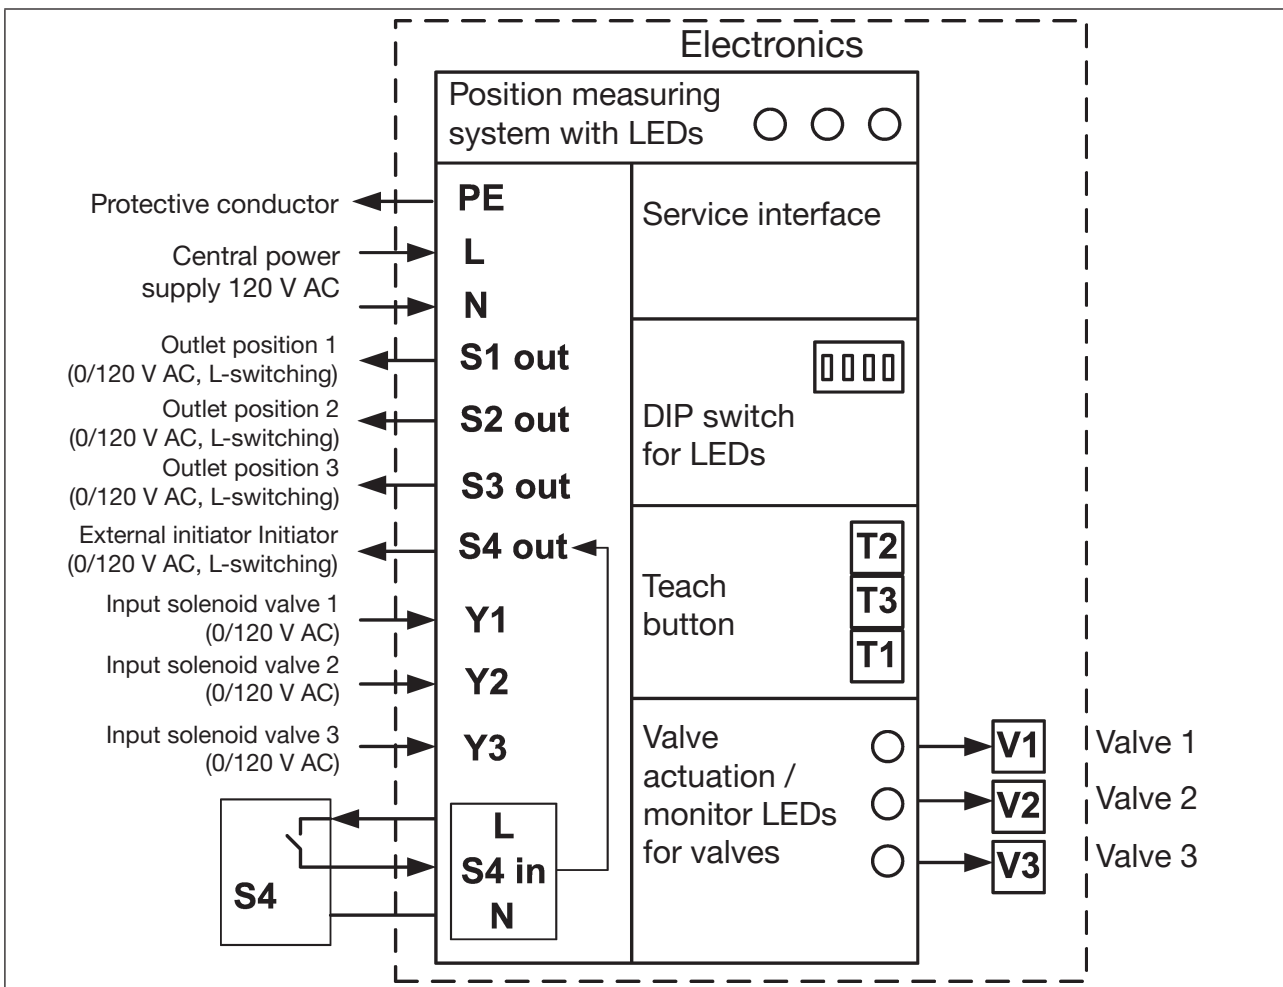 Electronics
Position measuring
system with LEDs
Protective conductor
PE
Central power
supply 120 V AC
L
N
Outlet position 1
(0/120 V AC, L-switching)
S1 out
Outlet position 2
(0/120 V AC, L-switching)
S2 out
Outlet position 3
(0/120 V AC, L-switching)
S3 out
External initiator Initiator
(0/120 V AC, L-switching)
S4 out
Input solenoid valve 1
(0/120 V AC)
Y1
Input solenoid valve 2
(0/120 V AC)
Y2
Input solenoid valve 3
(0/120 V AC)
Y3
S4
L
S4 in
N
Service interface
DIP switch
for LEDs
Teach
button
T2
T3
T1
Valve
actuation /
monitor LEDs
for valves
V1
Valve 1
V2
Valve 2
V3
Valve 3